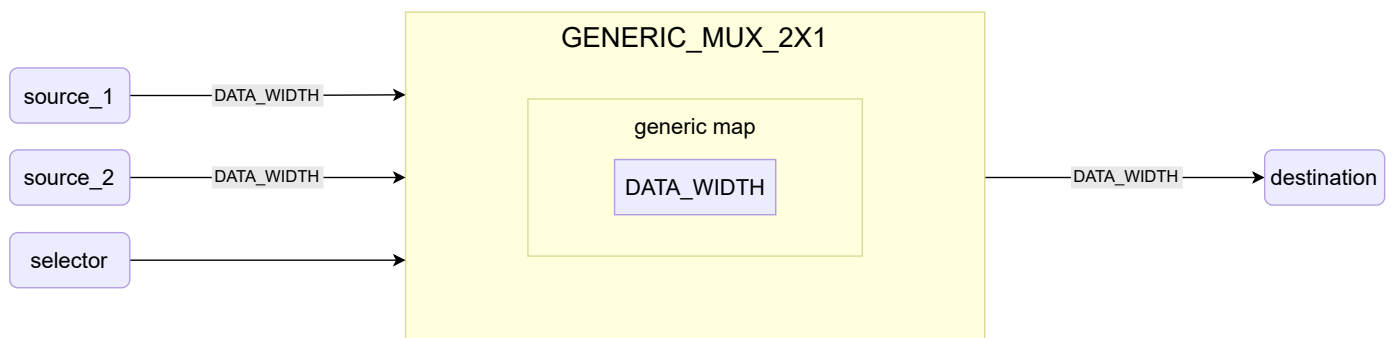 GENERIC_MUX_2X1
source_1
DATA_WIDTH
generic map
source_2
DATA_WIDTH
DATA_WIDTH
DATA_WIDTH
destination
selector